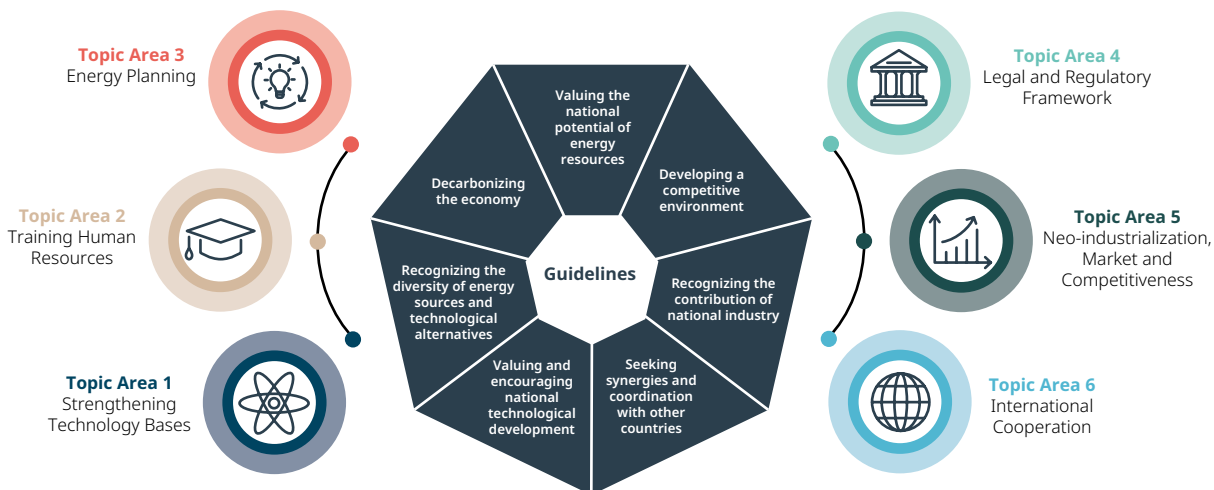 Topic Area 3
Energy Planning
Topic Area 2
Training Human
Resources
Topic Area 1
Strengthening
Technology Bases
Valuing the
national
potential of
energy
resources
Developing a
competitive
environment
Recognizing the
contribution of
national industry
Seeking
synergies and
coordination
with other
countries
Valuing and
encouraging
national
technological
development
Recognizing the
diversity of energy
sources and
technological
alternatives
Decarbonizing
the economy
Guidelines
Topic Area 4
Legal and Regulatory
Framework
Topic Area 5
Neo-industrialization,
Market and
Competitiveness
Topic Area 6
International
Cooperation